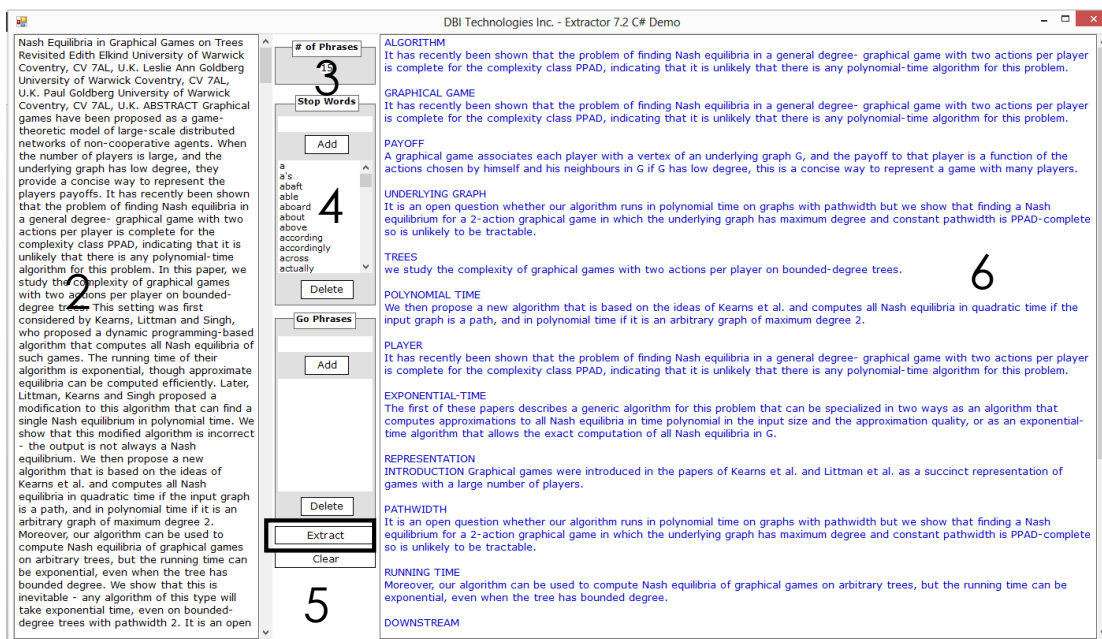 DBI Technologies Inc. - Extractor 7.2 C# Demo
Nash Equilibria in Graphical Games on Trees
Revisited Edith Elkind University of Warwick
Coventry, CV 7AL, U.K. Leslie Ann Goldberg
University of Warwick Coventry, CV 7AL,
U.K. Paul Goldberg University of Warwick
Coventry, CV 7AL, U.K. ABSTRACT Graphical
games have been proposed as a game-
theoretic model of large-scale distributed
networks of non-cooperative agents. When
the number of players is large, and the
underlying graph has low degree, they
provide a concise way to represent the
players payoffs. It has recently been shown
that the problem of finding Nash equilibria in
a general degree- graphical game with two
actions per player is complete for the
complexity class PPAD, indicating that it is
unlikely that there is any polynomial-time
algorithm for this problem. In this paper, we
study the complexity of graphical games
with two actions per player on bounded-
degree trees. This setting was first
considered by Kearns, Littman and Singh,
who proposed a dynamic programming-based
algorithm that computes all Nash equilibria of
such games. The running time of their
algorithm is exponential, though approximate
equilibria can be computed efficiently. Later,
Littman, Kearns and Singh proposed a
modification to this algorithm that can find a
single Nash equilibrium in polynomial time. We
show that this modified algorithm is incorrect
- the output is not always a Nash
equilibrium. We then propose a new
algorithm that is based on the ideas of
Kearns et al. and computes all Nash
equilibria in quadratic time if the input graph
is a path, and in polynomial time if it is an
arbitrary graph of maximum degree 2.
Moreover, our algorithm can be used to
compute Nash equilibria of graphical games
on arbitrary trees, but the running time can
be exponential, even when the tree has
bounded degree. We show that this is
inevitable - any algorithm of this type will
take exponential time, even on bounded-
degree trees with pathwidth 2. It is an open
2
# of Phrases
15
3
Stop Words
Add
a
a's
abaft
able
aboard
about
above
according
accordingly
across
actually
4
Delete
Go Phrases
Add
Delete
Extract
Clear
5
ALGORITHM
It has recently been shown that the problem of finding Nash equilibria in a general degree- graphical game with two actions per player
is complete for the complexity class PPAD, indicating that it is unlikely that there is any polynomial-time algorithm for this problem.
GRAPHICAL GAME
It has recently been shown that the problem of finding Nash equilibria in a general degree- graphical game with two actions per player
is complete for the complexity class PPAD, indicating that it is unlikely that there is any polynomial-time algorithm for this problem.
PAYOFF
A graphical game associates each player with a vertex of an underlying graph G, and the payoff to that player is a function of the
actions chosen by himself and his neighbours in G if G has low degree, this is a concise way to represent a game with many players.
UNDERLYING GRAPH
It is an open question whether our algorithm runs in polynomial time on graphs with pathwidth but we show that finding a Nash
equilibrium for a 2-action graphical game in which the underlying graph has maximum degree and constant pathwidth is PPAD-complete
so is unlikely to be tractable.
TREES
we study the complexity of graphical games with two actions per player on bounded-degree trees.
6
POLYNOMIAL TIME
We then propose a new algorithm that is based on the ideas of Kearns et al. and computes all Nash equilibria in quadratic time if the
input graph is a path, and in polynomial time if it is an arbitrary graph of maximum degree 2.
PLAYER
It has recently been shown that the problem of finding Nash equilibria in a general degree- graphical game with two actions per player
is complete for the complexity class PPAD, indicating that it is unlikely that there is any polynomial-time algorithm for this problem.
EXPONENTIAL-TIME
The first of these papers describes a generic algorithm for this problem that can be specialized in two ways as an algorithm that
computes approximations to all Nash equilibria in time polynomial in the input size and the approximation quality, or as an exponential-
time algorithm that allows the exact computation of all Nash equilibria in G.
REPRESENTATION
INTRODUCTION Graphical games were introduced in the papers of Kearns et al. and Littman et al. as a succinct representation of
games with a large number of players.
PATHWIDTH
It is an open question whether our algorithm runs in polynomial time on graphs with pathwidth but we show that finding a Nash
equilibrium for a 2-action graphical game in which the underlying graph has maximum degree and constant pathwidth is PPAD-complete
so is unlikely to be tractable.
RUNNING TIME
Moreover, our algorithm can be used to compute Nash equilibria of graphical games on arbitrary trees, but the running time can be
exponential, even when the tree has bounded degree.
DOWNSTREAM